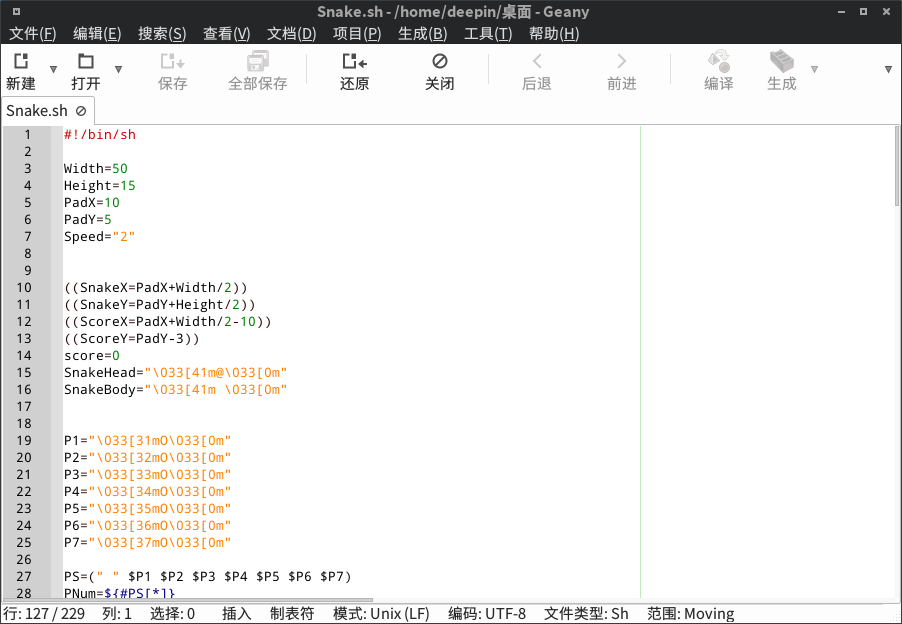 Snake.sh - /home/deepin/桌面 - Geany
文件(F) 编辑(E) 搜索(S) 查看(V) 文档(D) 项目(P) 生成(B) 工具(T) 帮助(H)
新建 打开 保存 全部保存 还原 关闭 后退 前进 编译 生成
Snake.sh
1 #!/bin/sh
2
3 Width=50
4 Height=15
5 PadX=10
6 PadY=5
7 Speed="2"
8
9
10 ((SnakeX=PadX+Width/2))
11 ((SnakeY=PadY+Height/2))
12 ((ScoreX=PadX+Width/2-10))
13 ((ScoreY=PadY-3))
14 score=0
15 SnakeHead="\033[41m@\033[0m"
16 SnakeBody="\033[41m \033[0m"
17
18
19 P1="\033[31mO\033[0m"
20 P2="\033[32mO\033[0m"
21 P3="\033[33mO\033[0m"
22 P4="\033[34mO\033[0m"
23 P5="\033[35mO\033[0m"
24 P6="\033[36mO\033[0m"
25 P7="\033[37mO\033[0m"
26
27 PS=(" " $P1 $P2 $P3 $P4 $P5 $P6 $P7)
28 PNum=${#PS[*]}
行: 127 / 229 列: 1 选择: 0 插入 制表符 模式: Unix (LF) 编码: UTF-8 文件类型: Sh 范围: Moving